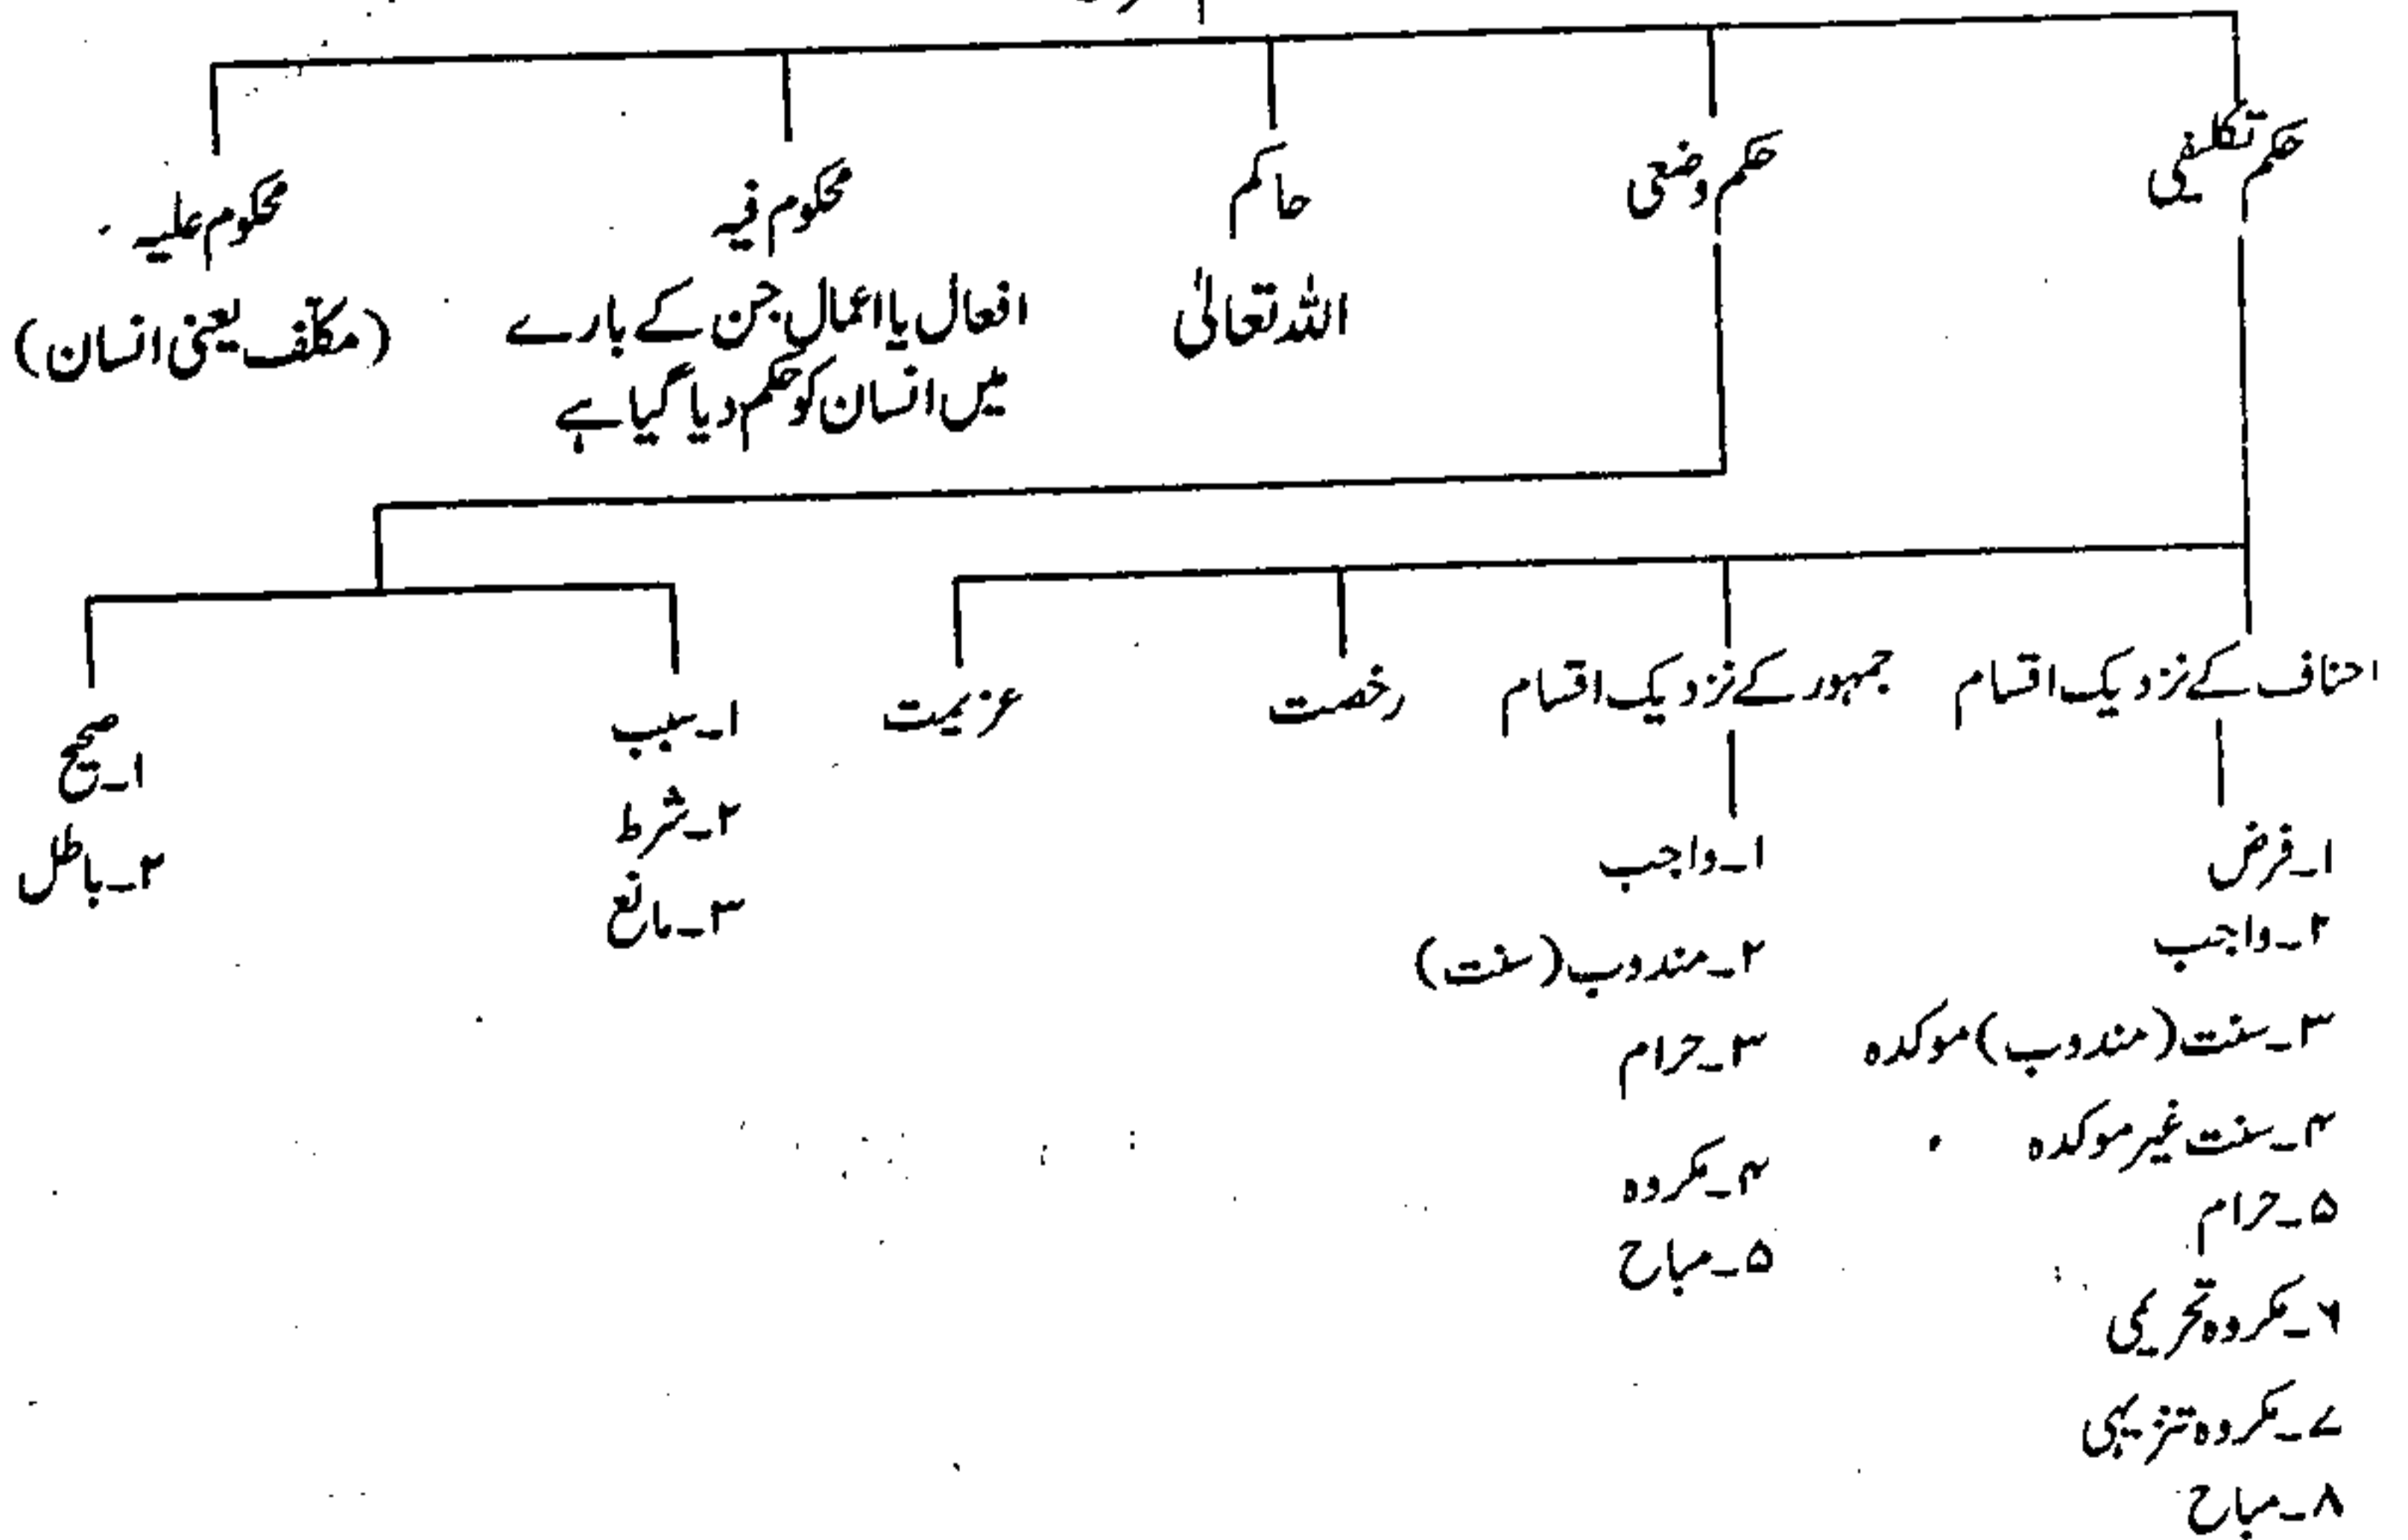 حکم تکلیفی
حکم وضعی
حاکم
اللہ تعالیٰ
محکوم فیہ
افعال یا اعمال جن کے بارے
میں انسان کو حکم دیا گیا ہے
محکوم علیہ
(مکلّف یعنی انسان)
احناف کے نزدیک اقسام
۱۔فرض
۲۔واجب
۳۔سنت (مندوب) موکدہ
۴۔سنت غیر موکدہ
۵۔حرام
۶۔مکروہ تحریمی
۷۔مکروہ تنزیہی
۸۔مباح
جمہور کے نزدیک اقسام
۱۔واجب
۲۔مندوب (سنت)
۳۔حرام
۴۔مکروہ
۵۔مباح
رخصت
عزیمت
۱۔سبب
۲۔شرط
۳۔مانع
۱۔صحیح
۲۔باطل